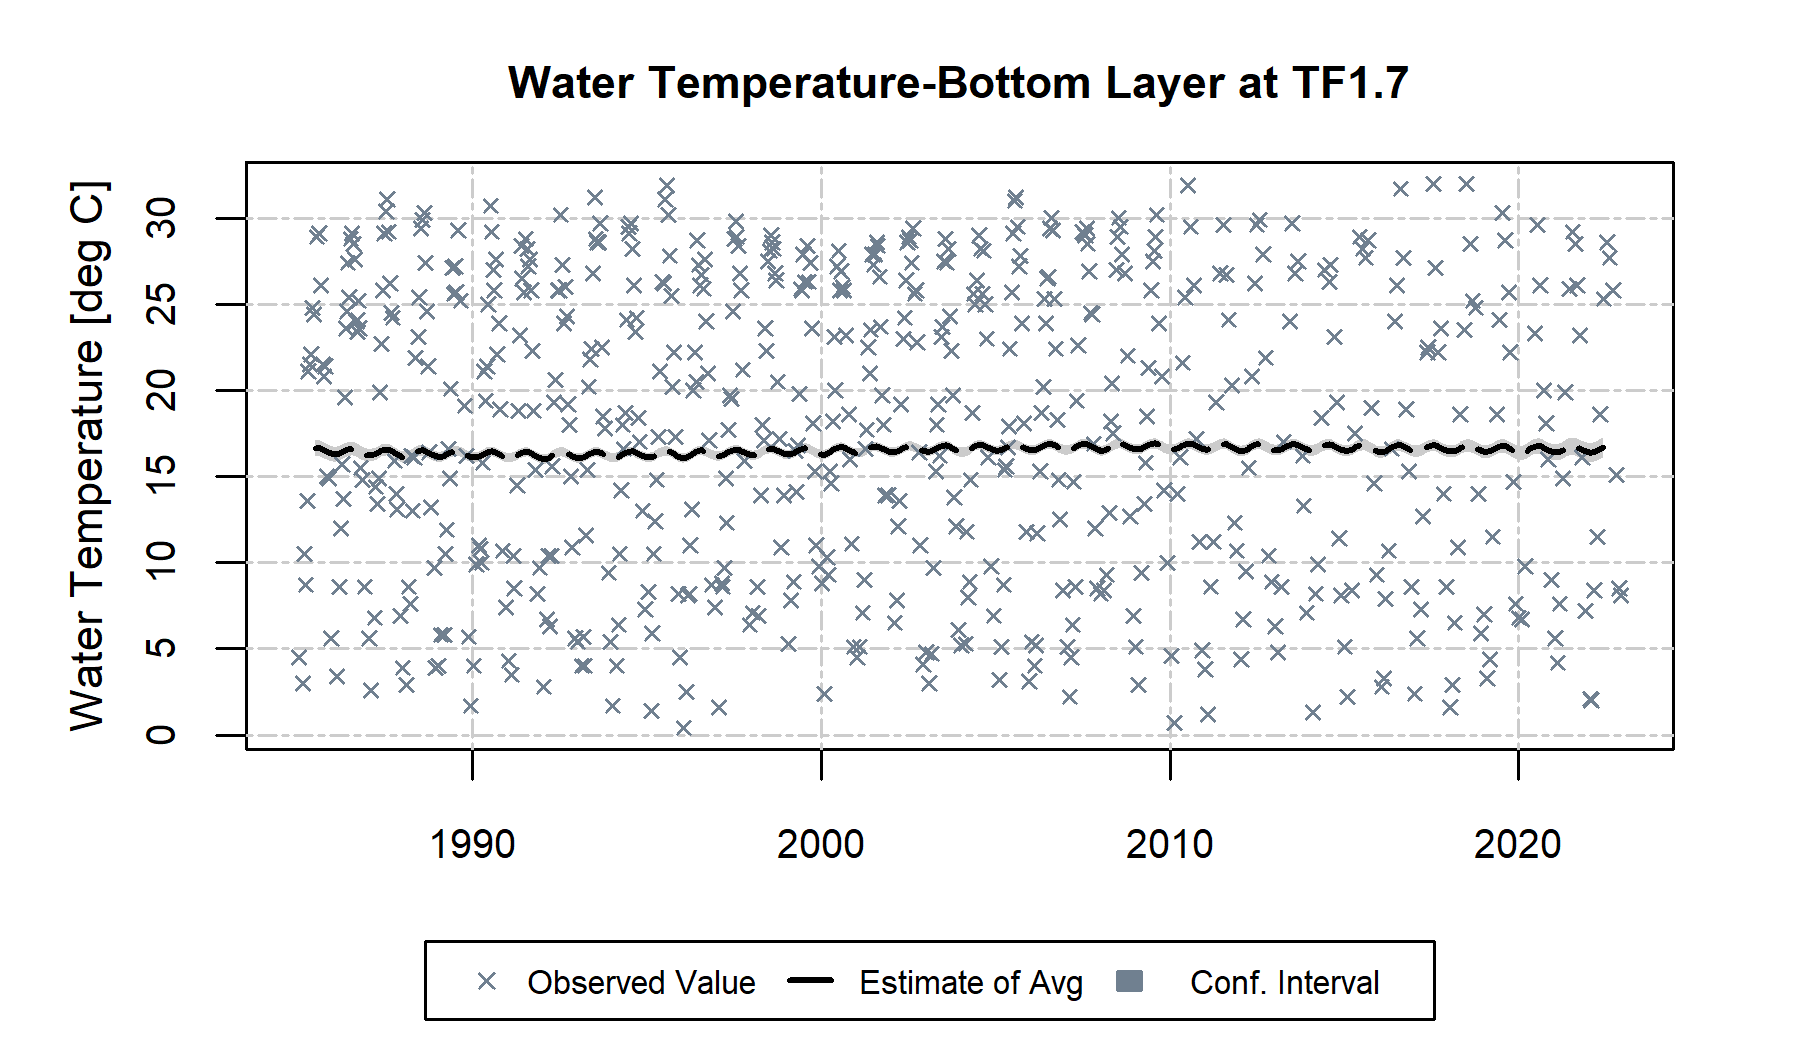 Water Temperature-Bottom Layer at TF1.7
Water Temperature [deg C]
30
25
20
15
10
5
0
1990 2000 2010 2020
Observed Value Estimate of Avg Conf. Interval